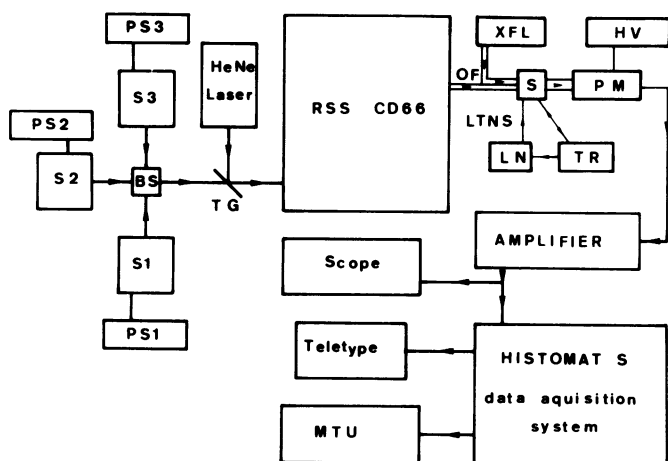 PS3
XFL
HV
HeNe
Laser
S3
RSS CD66
OF
S
PM
PS2
LTNS
S2
BS
LN
TR
TG
S1
AMPLIFIER
Scope
PS1
Teletype
HISTOMAT S
data aquisition
system
MTU